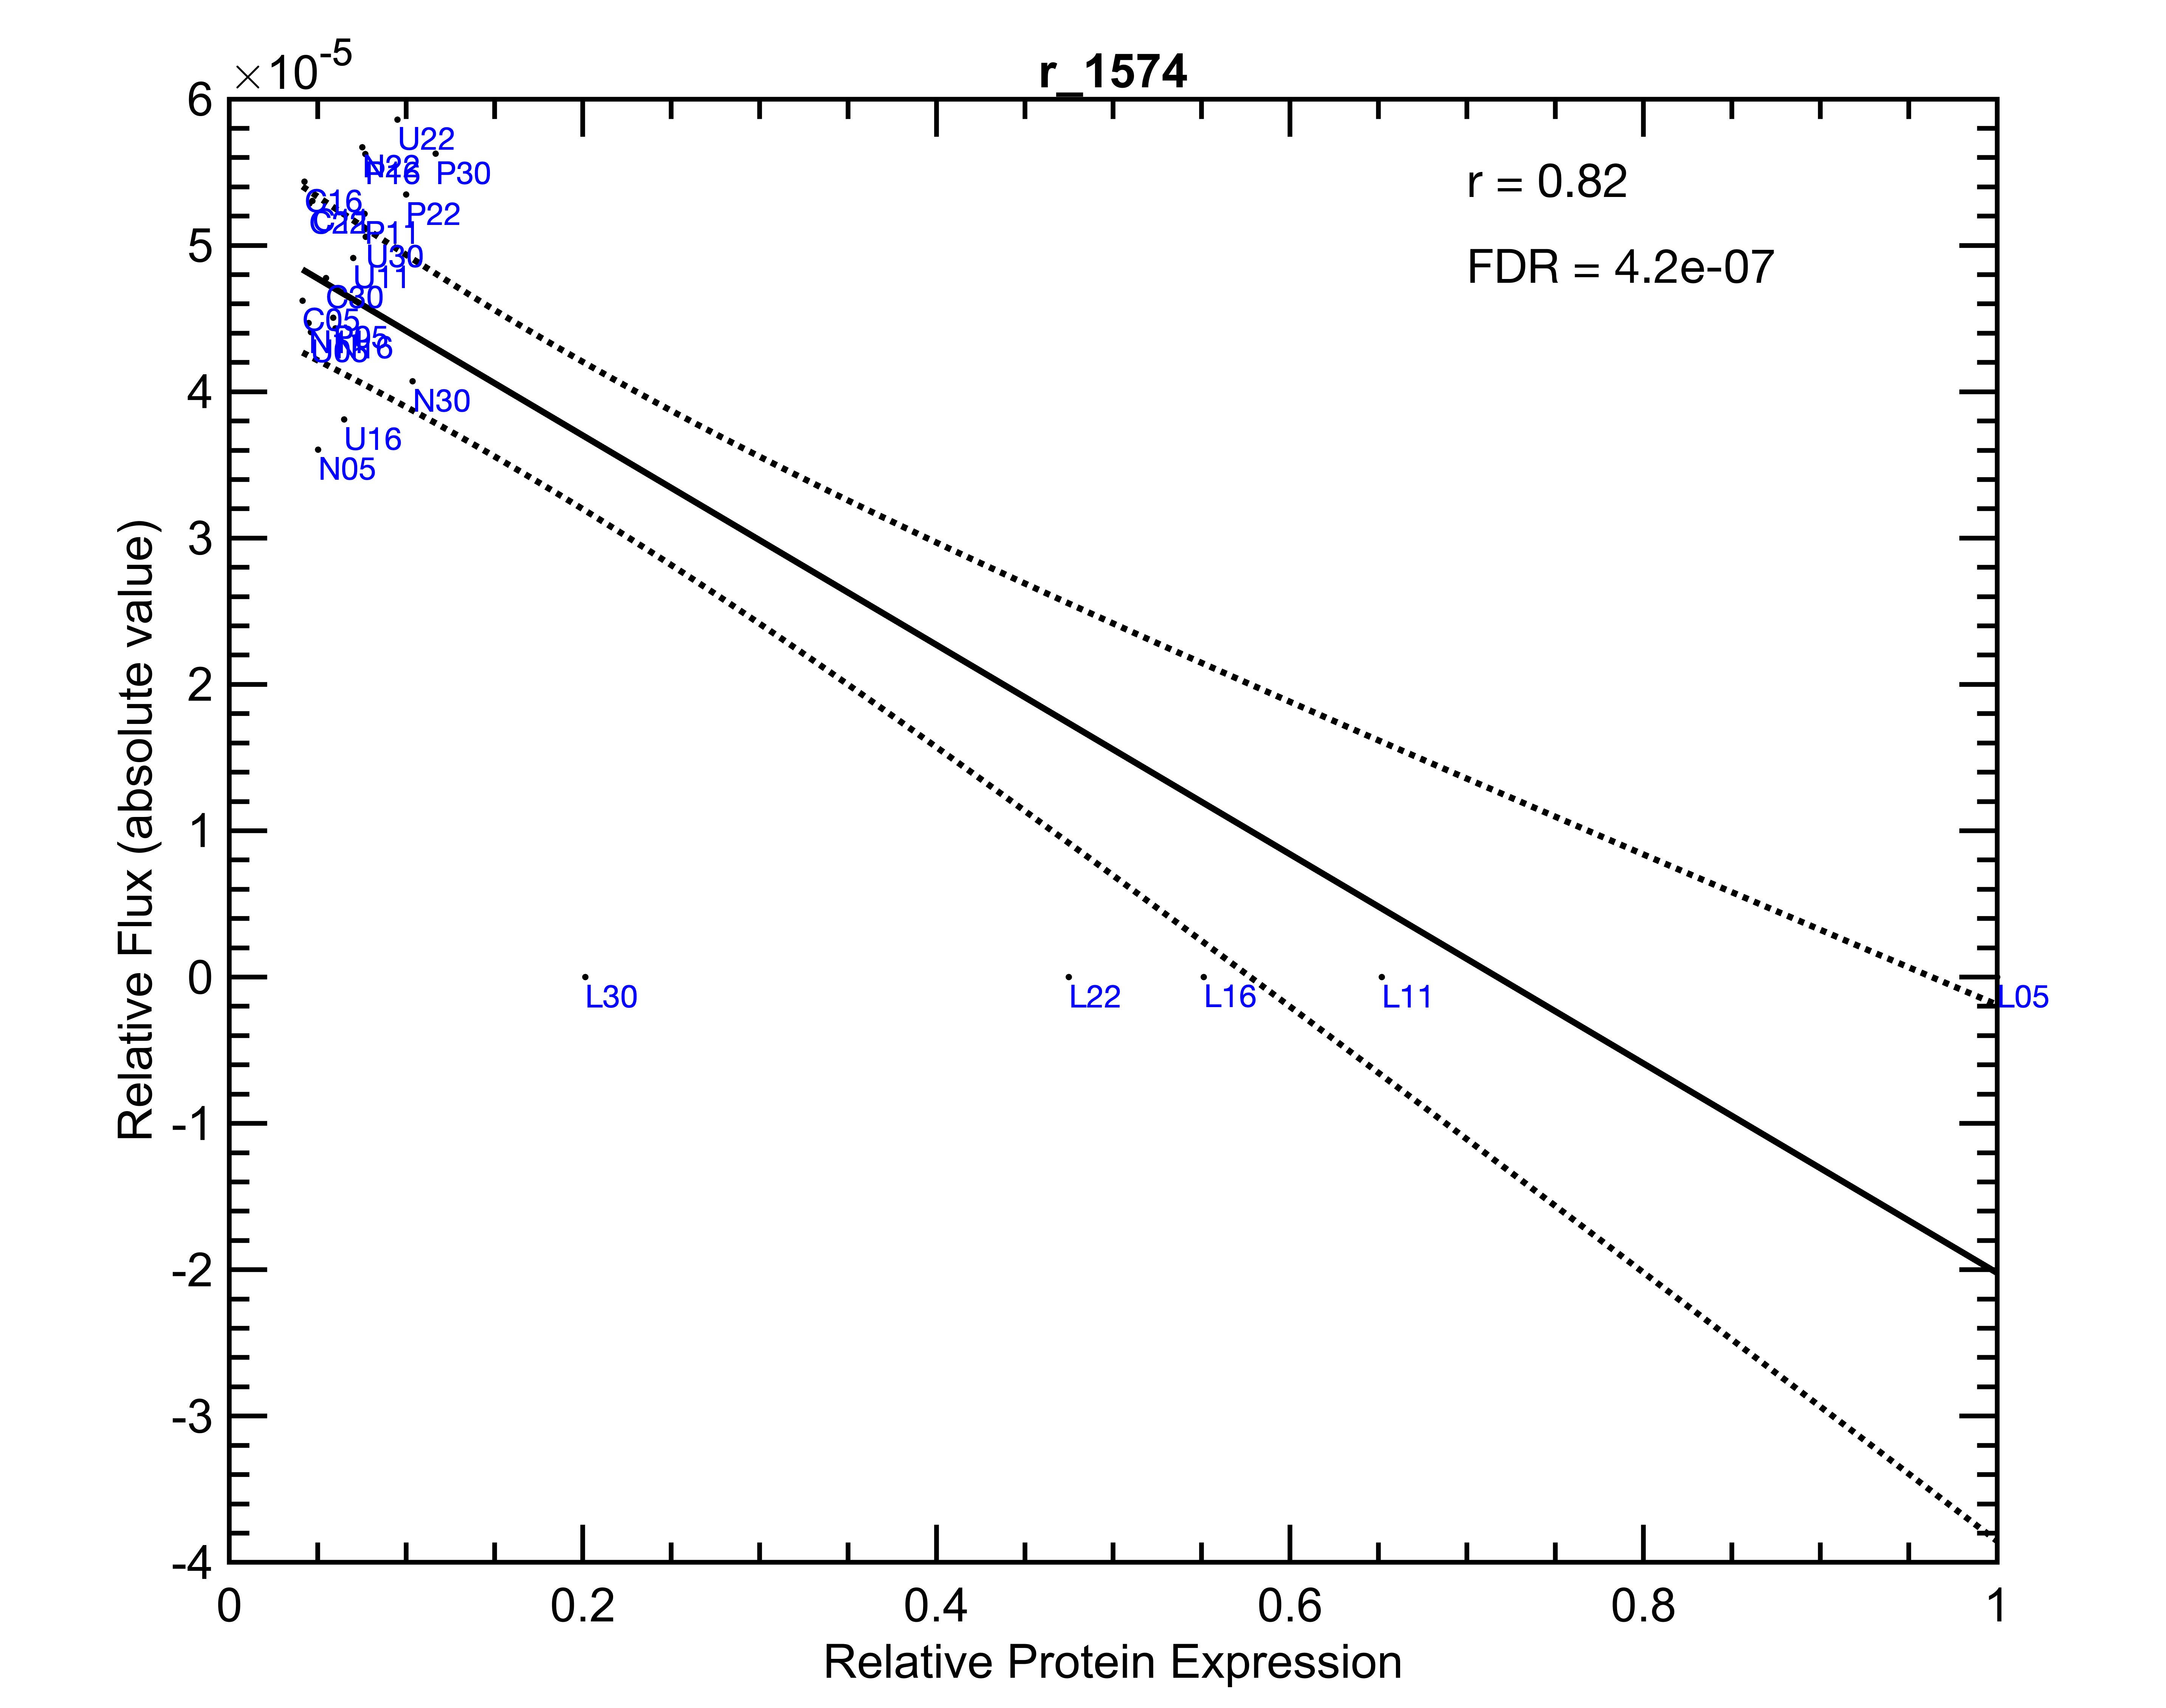 ×10-5
r_1574
6
U22
N22
P16
P30
r = 0.82
C16
P22
P11
5
U30
FDR = 4.2e-07
U11
C30
C05
P05
N16
4
N30
U16
N05
3
2
1
0
L30
L22
L16
L11
L05
-1
-2
-3
-4
0
0.2
0.4
0.6
0.8
1
Relative Protein Expression
Relative Flux (absolute value)